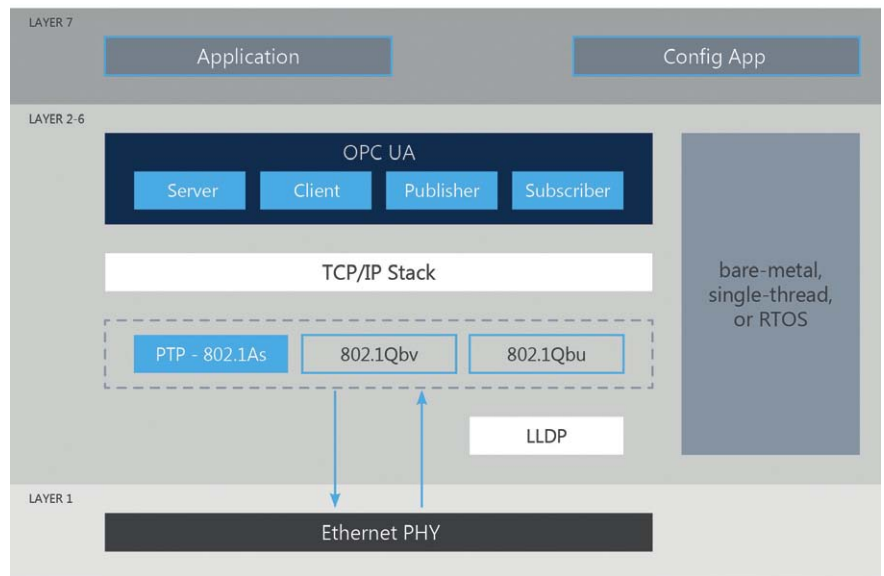 LAYER 7
Application
Config App
LAYER 2-6
OPC UA
Server
Client
Publisher
Subscriber
TCP/IP Stack
bare-metal,
single-thread,
or RTOS
PTP - 802.1As
802.1Qbv
802.1Qbu
LLDP
LAYER 1
Ethernet PHY